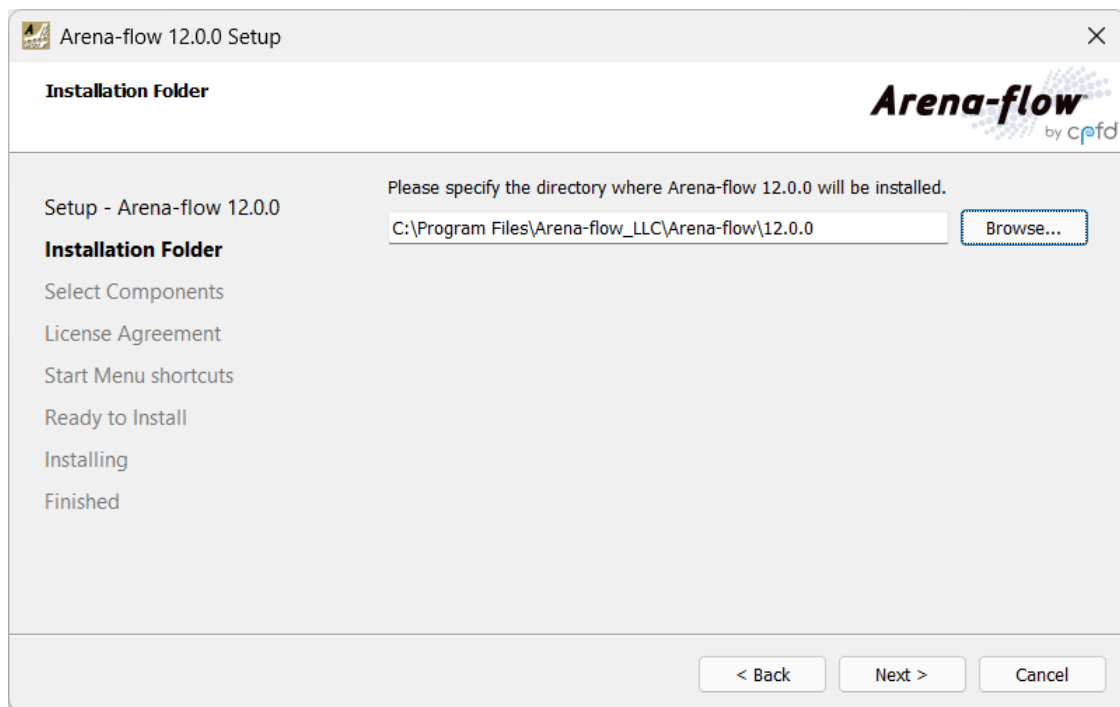 Arena-flow 12.0.0 Setup
Installation Folder
Arena-flow
by cpfd
Setup - Arena-flow 12.0.0
Installation Folder
Select Components
License Agreement
Start Menu shortcuts
Ready to Install
Installing
Finished
Please specify the directory where Arena-flow 12.0.0 will be installed.
C:\Program Files\Arena-flow_LLC\Arena-flow\12.0.0
Browse...
< Back
Next >
Cancel